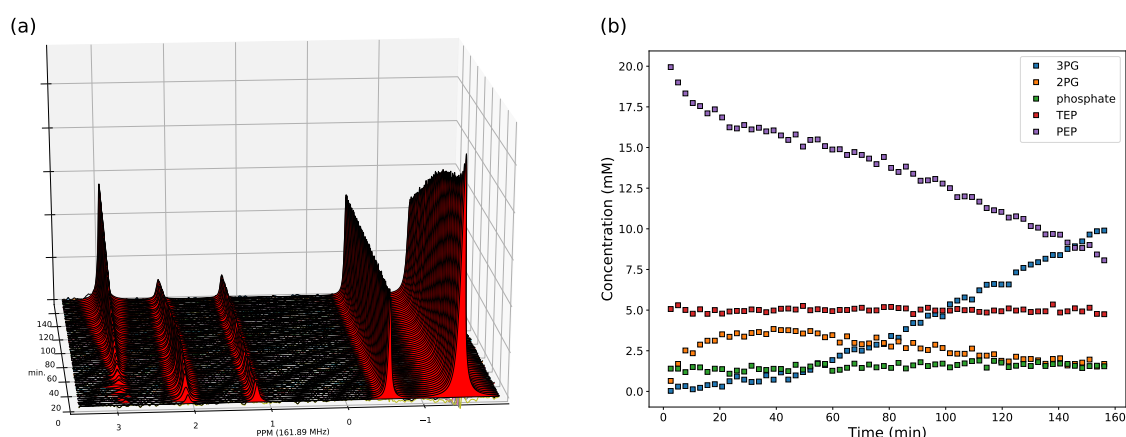 (a)
140
120
100
80
min.
60
40
20
0
3
2
1
0
−1
PPM (161.89 MHz)
(b)
3PG
2PG
phosphate
TEP
PEP
20.0
17.5
15.0
12.5
10.0
7.5
5.0
2.5
0.0
Concentration (mM)
0
20
40
60
80
100
120
140
160
Time (min)